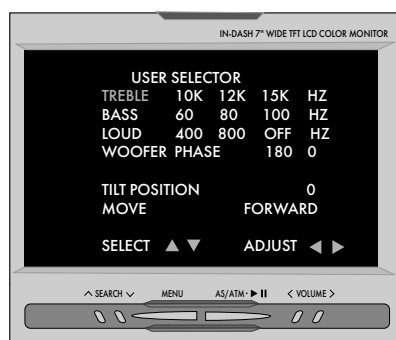 IN-DASH 7" WIDE TFT LCD COLOR MONITOR
USER SELECTOR
TREBLE 10K 12K 15K HZ
BASS 60 80 100 HZ
LOUD 400 800 OFF HZ
WOOFER PHASE 180 0
TILT POSITION 0
MOVE FORWARD
SELECT ▲ ▼ ADJUST ◀ ▶
︿ SEARCH ﹀ MENU AS/ATM·▶❚❚ < VOLUME >